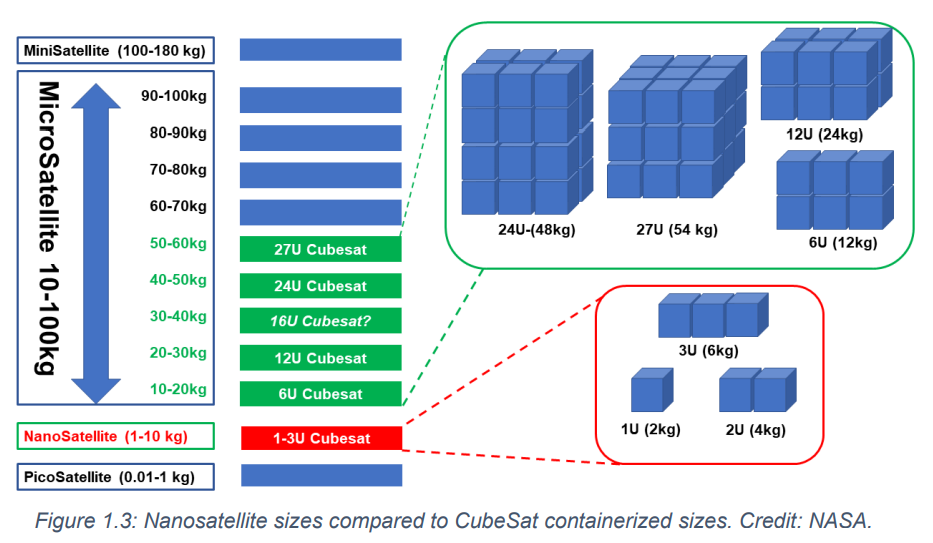 MiniSatellite (100-180 kg)
MicroSatellite 10-100kg
90-100kg
80-90kg
70-80kg
60-70kg
50-60kg
27U Cubesat
40-50kg
24U Cubesat
30-40kg
16U Cubesat?
20-30kg
12U Cubesat
10-20kg
6U Cubesat
NanoSatellite (1-10 kg)
1-3U Cubesat
PicoSatellite (0.01-1 kg)
24U-(48kg)
27U (54 kg)
12U (24kg)
6U (12kg)
3U (6kg)
1U (2kg)
2U (4kg)
Figure 1.3: Nanosatellite sizes compared to CubeSat containerized sizes. Credit: NASA.